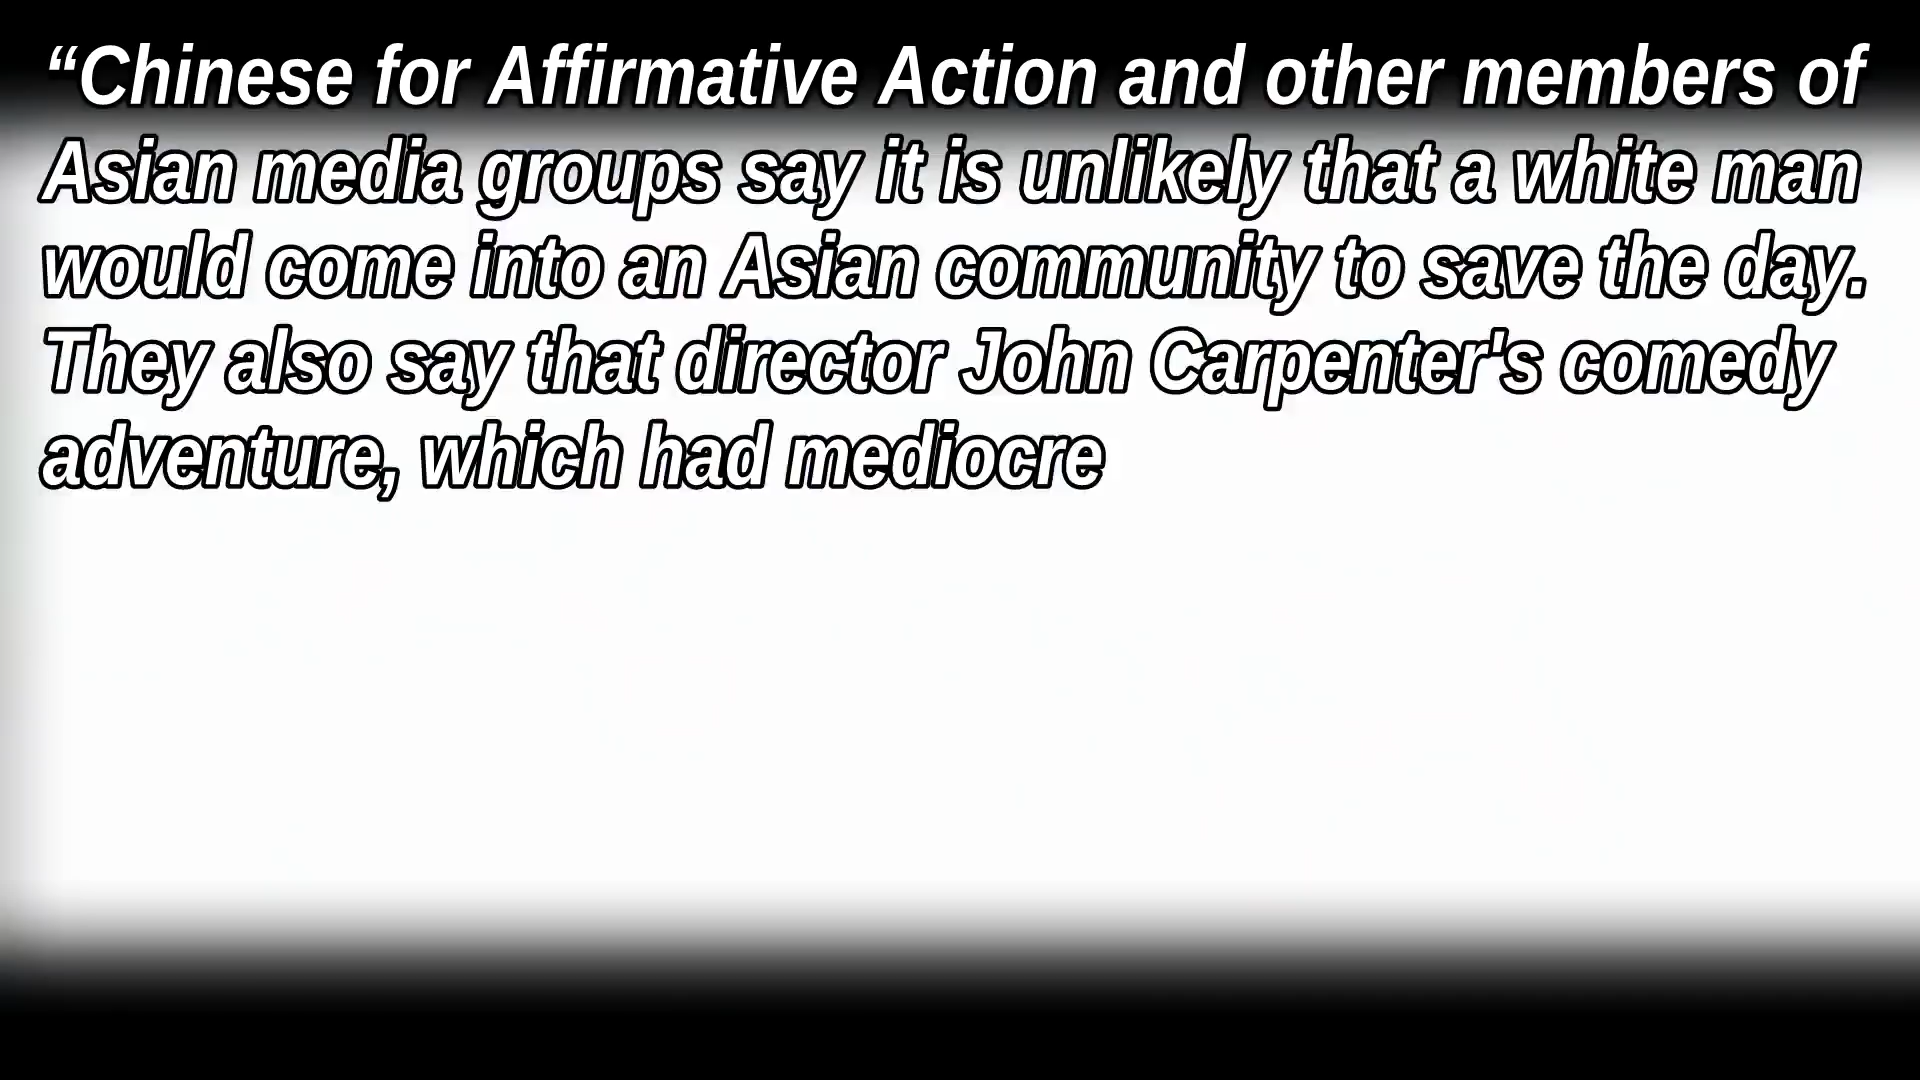 “Chinese for Affirmative Action and other members of
Asian media groups say it is unlikely that a white man
would come into an Asian community to save the day.
They also say that director John Carpenter's comedy
adventure, which had mediocre